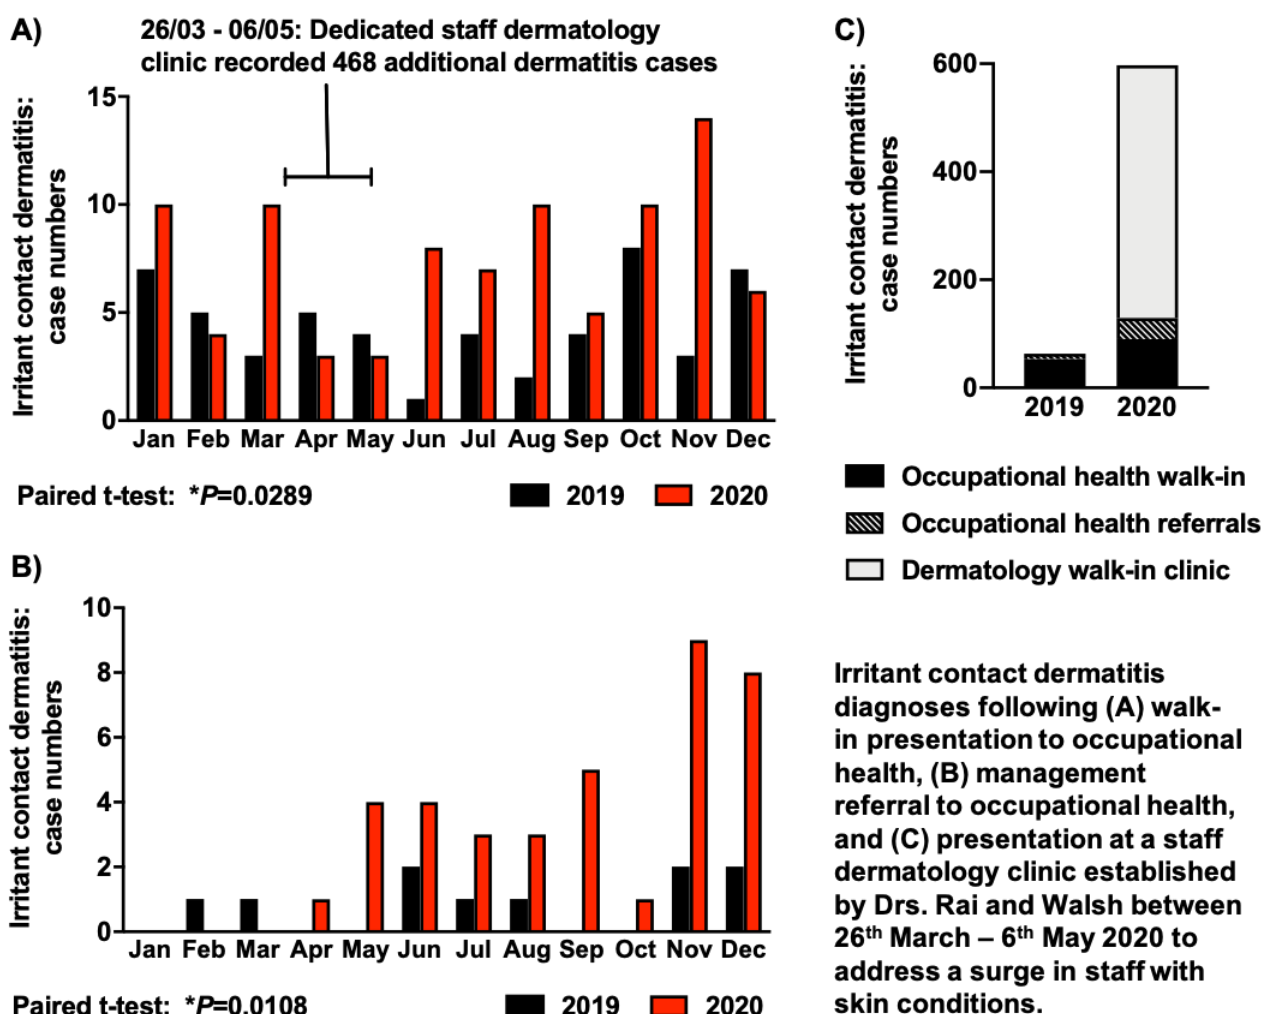 A)
26/03 - 06/05: Dedicated staff dermatology
clinic recorded 468 additional dermatitis cases
Irritant contact dermatitis:
case numbers
15
10
5
0
Jan Feb Mar Apr May Jun Jul Aug Sep Oct Nov Dec
Paired t-test: *P=0.0289
2019
2020
B)
Irritant contact dermatitis:
case numbers
10
8
6
4
2
0
Jan Feb Mar Apr May Jun Jul Aug Sep Oct Nov Dec
Paired t-test: *P=0.0108
2019
2020
C)
Irritant contact dermatitis:
case numbers
600
400
200
0
2019 2020
Occupational health walk-in
Occupational health referrals
Dermatology walk-in clinic
Irritant contact dermatitis
diagnoses following (A) walk-
in presentation to occupational
health, (B) management
referral to occupational health,
and (C) presentation at a staff
dermatology clinic established
by Drs. Rai and Walsh between
26th March – 6th May 2020 to
address a surge in staff with
skin conditions.